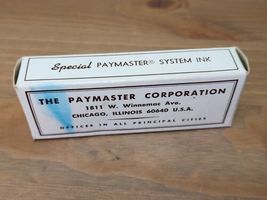 Special PAYMASTER® SYSTEM INK
THE PAYMASTER CORPORATION
1811 W. Winnemac Ave.
CHICAGO, ILLINOIS 60640 U.S.A.
OFFICES IN ALL PRINCIPAL CITIES